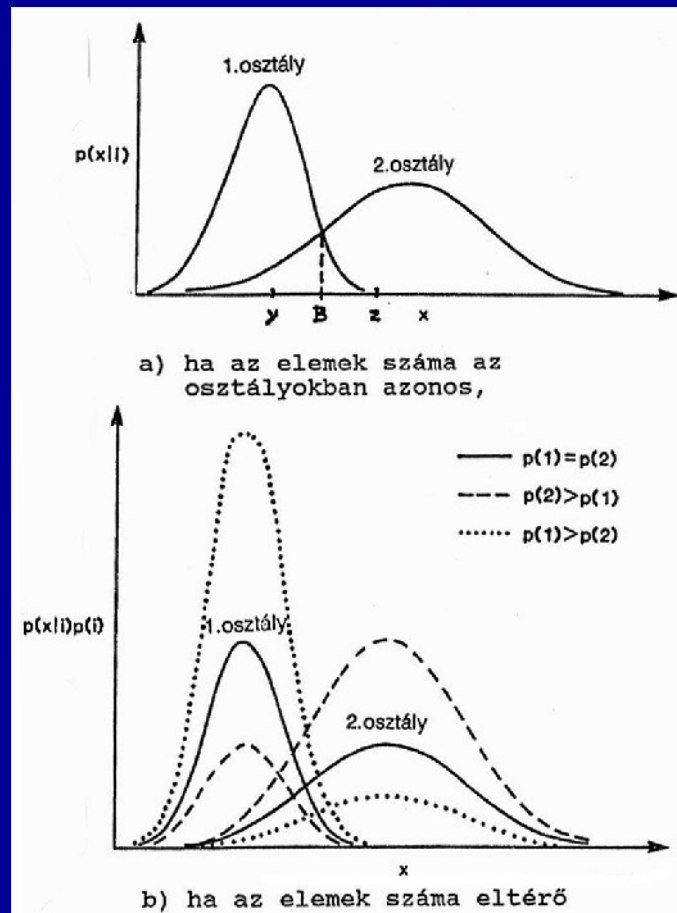 1.osztály
p(x|i)
2.osztály
y B z x
a) ha az elemek száma az
osztályokban azonos,
p(1)=p(2)
p(2)>p(1)
p(1)>p(2)
p(x|i)p(i)
1.osztály
2.osztály
x
b) ha az elemek száma eltérő